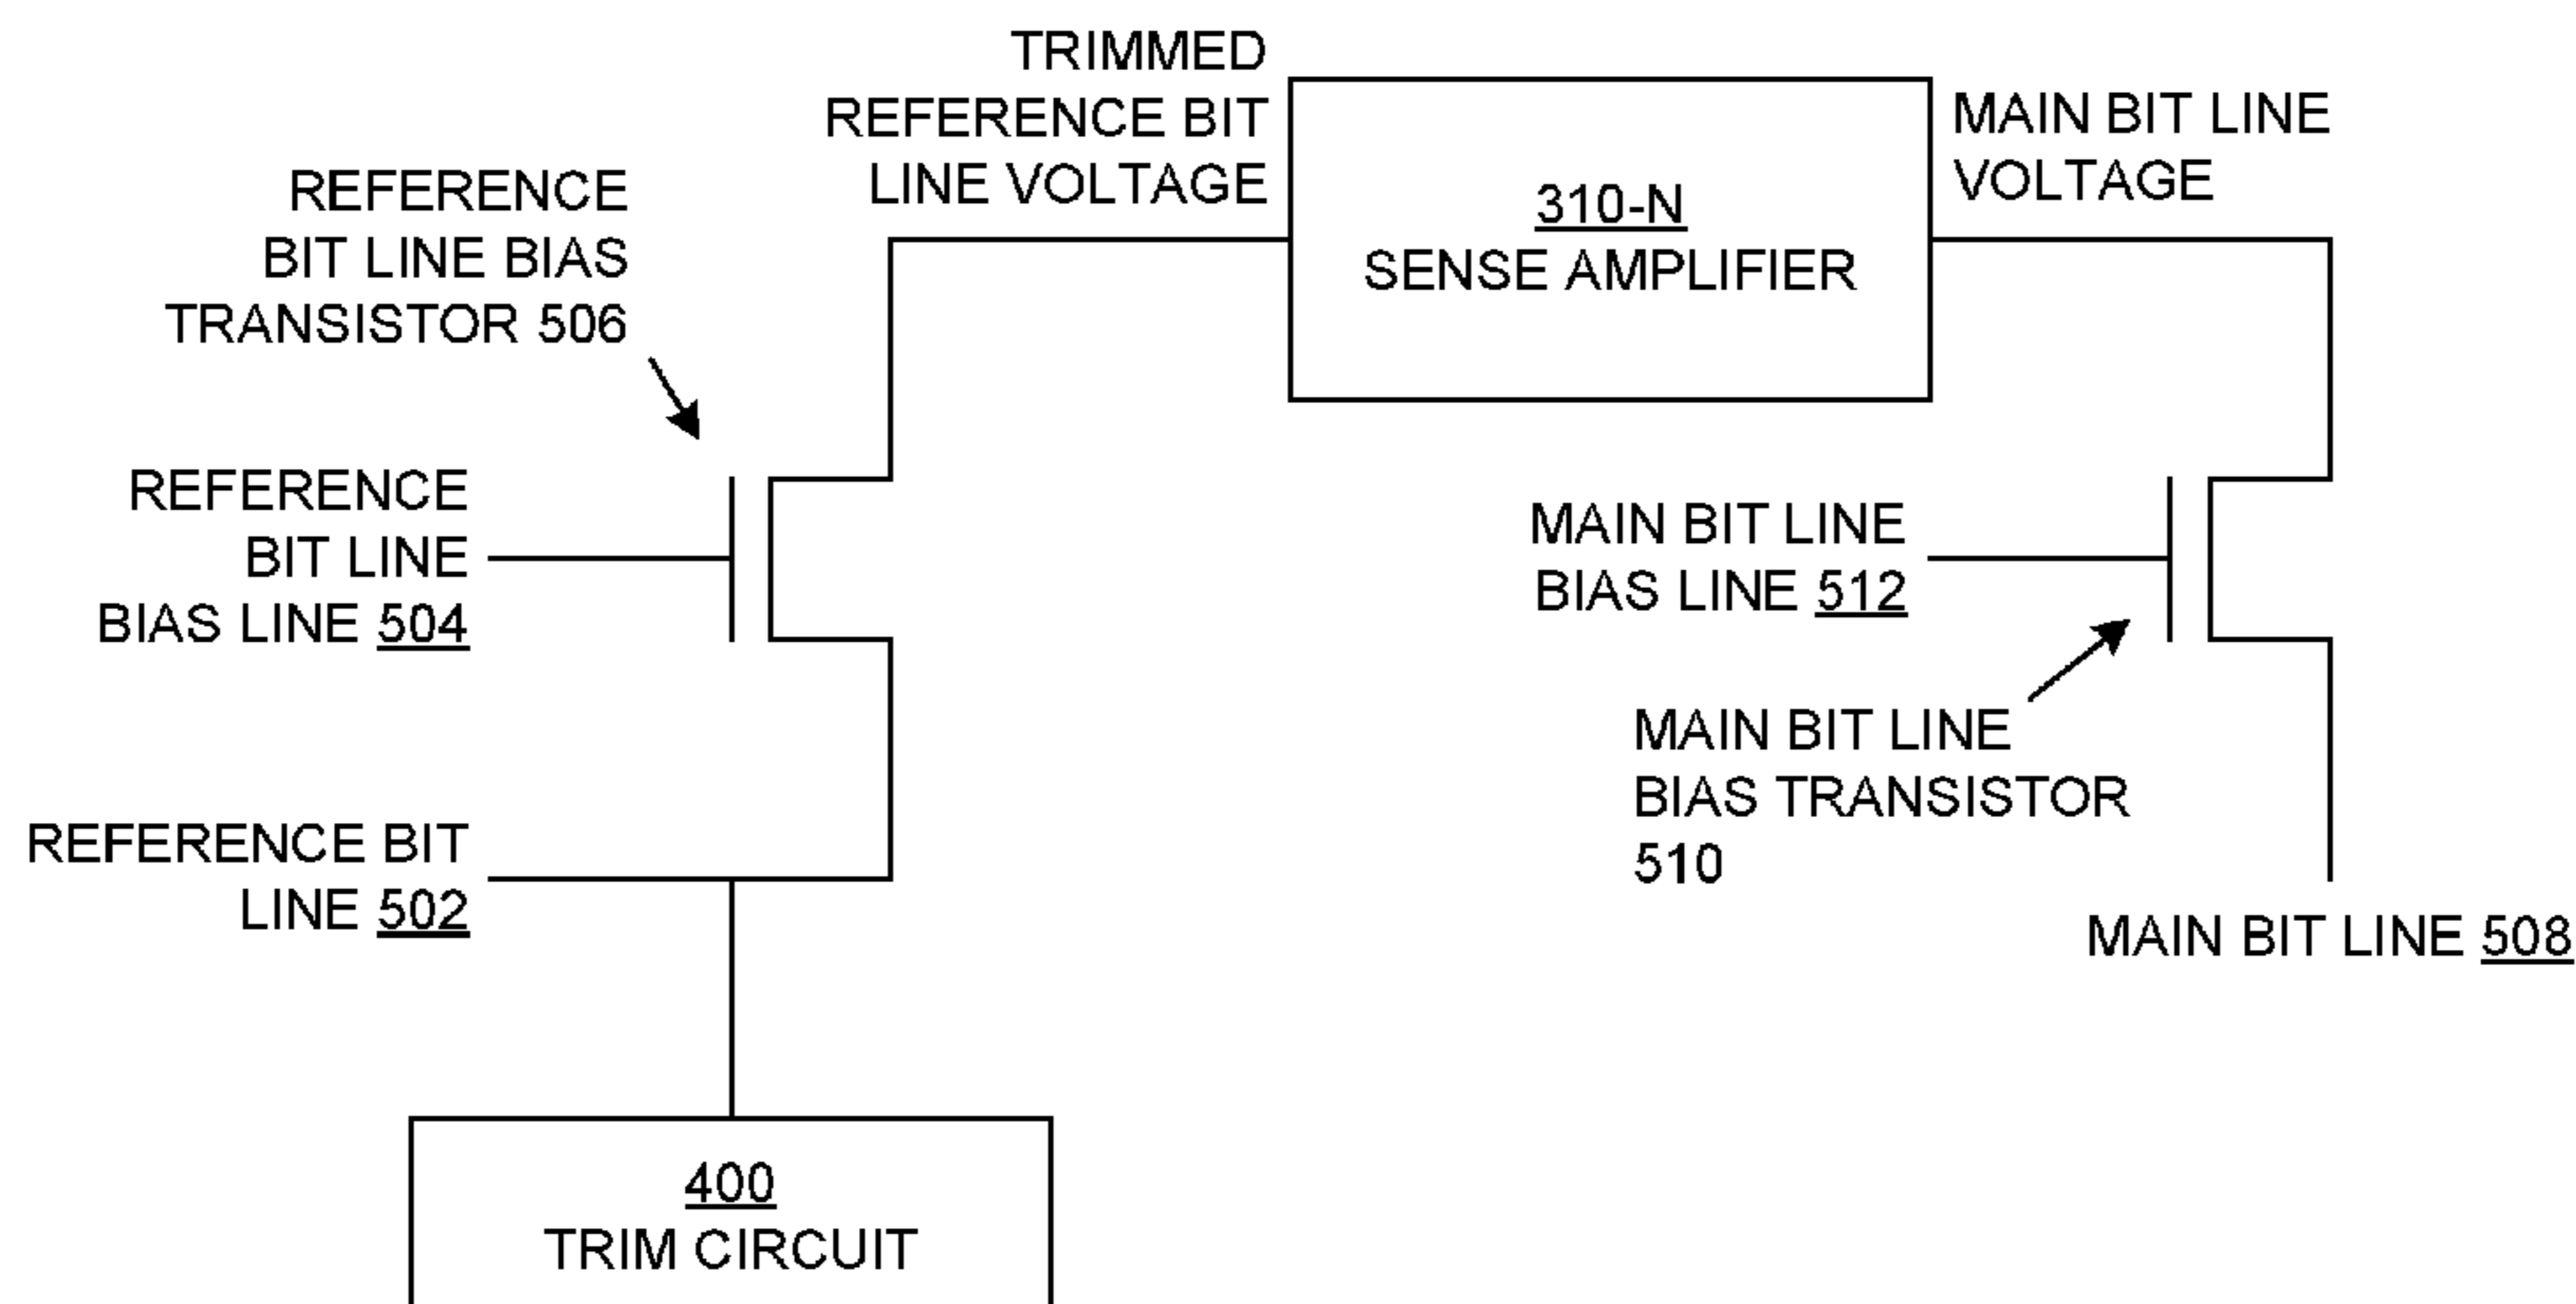 TRIMMED
REFERENCE BIT
LINE VOLTAGE
310-N
SENSE AMPLIFIER
MAIN BIT LINE
VOLTAGE
REFERENCE
BIT LINE BIAS
TRANSISTOR 506
REFERENCE
BIT LINE
BIAS LINE 504
MAIN BIT LINE
BIAS LINE 512
MAIN BIT LINE
BIAS TRANSISTOR
510
REFERENCE BIT
LINE 502
MAIN BIT LINE 508
400
TRIM CIRCUIT